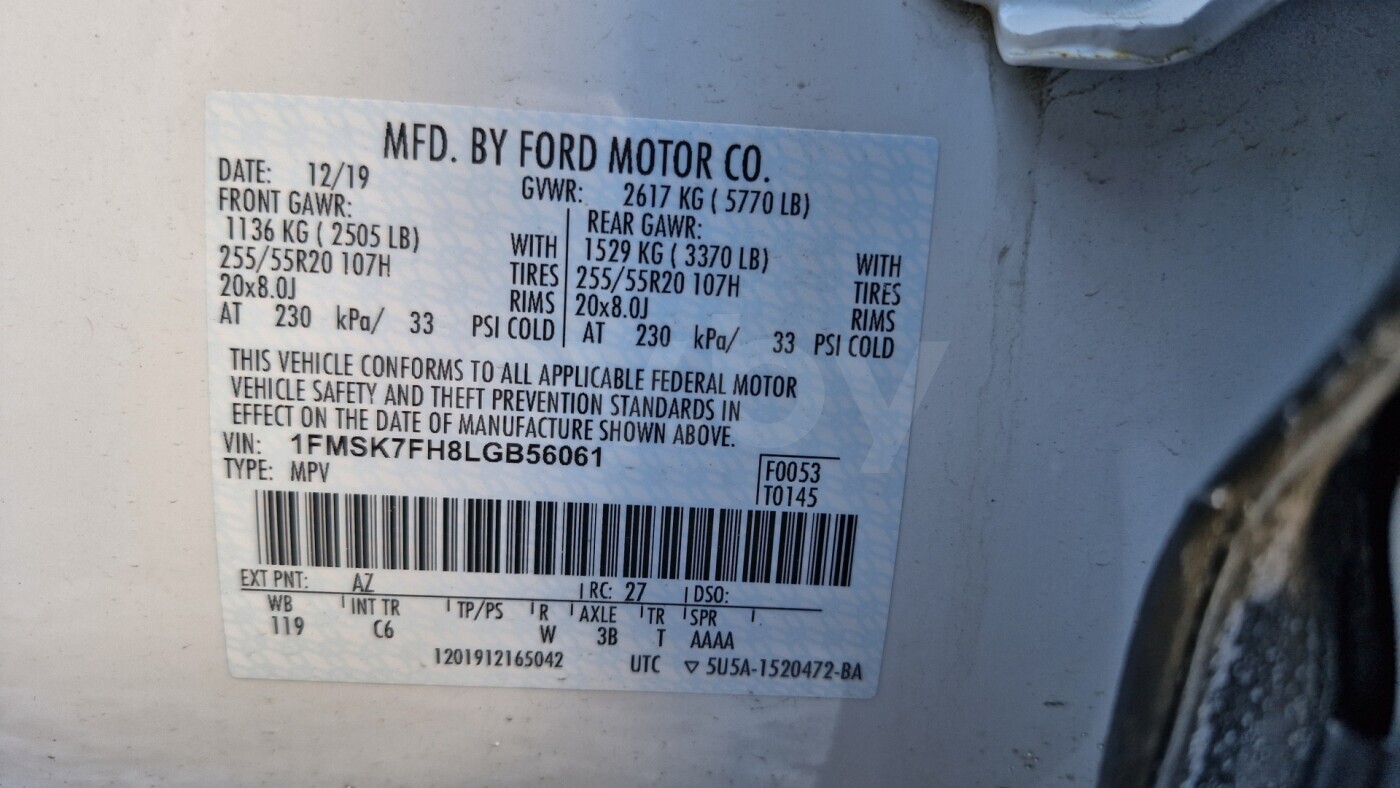 MFD. BY FORD MOTOR CO.
DATE: 12/19 GVWR: 2617 KG ( 5770 LB)
FRONT GAWR: REAR GAWR:
1136 KG ( 2505 LB) WITH 1529 KG ( 3370 LB) WITH
255/55R20 107H TIRES 255/55R20 107H TIRES
20x8.0J RIMS 20x8.0J RIMS
AT 230 kPa/ 33 PSI COLD AT 230 kPa/ 33 PSI COLD
THIS VEHICLE CONFORMS TO ALL APPLICABLE FEDERAL MOTOR
VEHICLE SAFETY AND THEFT PREVENTION STANDARDS IN
EFFECT ON THE DATE OF MANUFACTURE SHOWN ABOVE.
VIN: 1FMSK7FH8LGB56061
TYPE: MPV
F0053
T0145
EXT PNT: AZ RC: 27 DSO:
WB INT TR TP/PS R AXLE TR SPR
119 C6 W 3B T AAAA
1201912165042 UTC ▽ 5U5A-1520472-BA